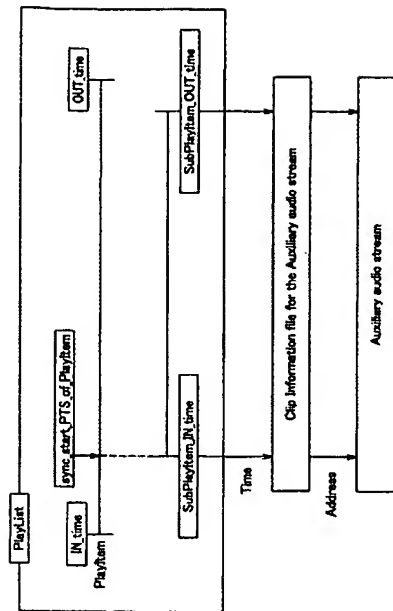 PlayList
IN_time
sync_start_PTS_of_PlayItem
OUT_time
PlayItem
SubPlayItem_IN_time
SubPlayItem_OUT_time
Time
Clip Information file for the Auxiliary audio stream
Address
Auxiliary audio stream